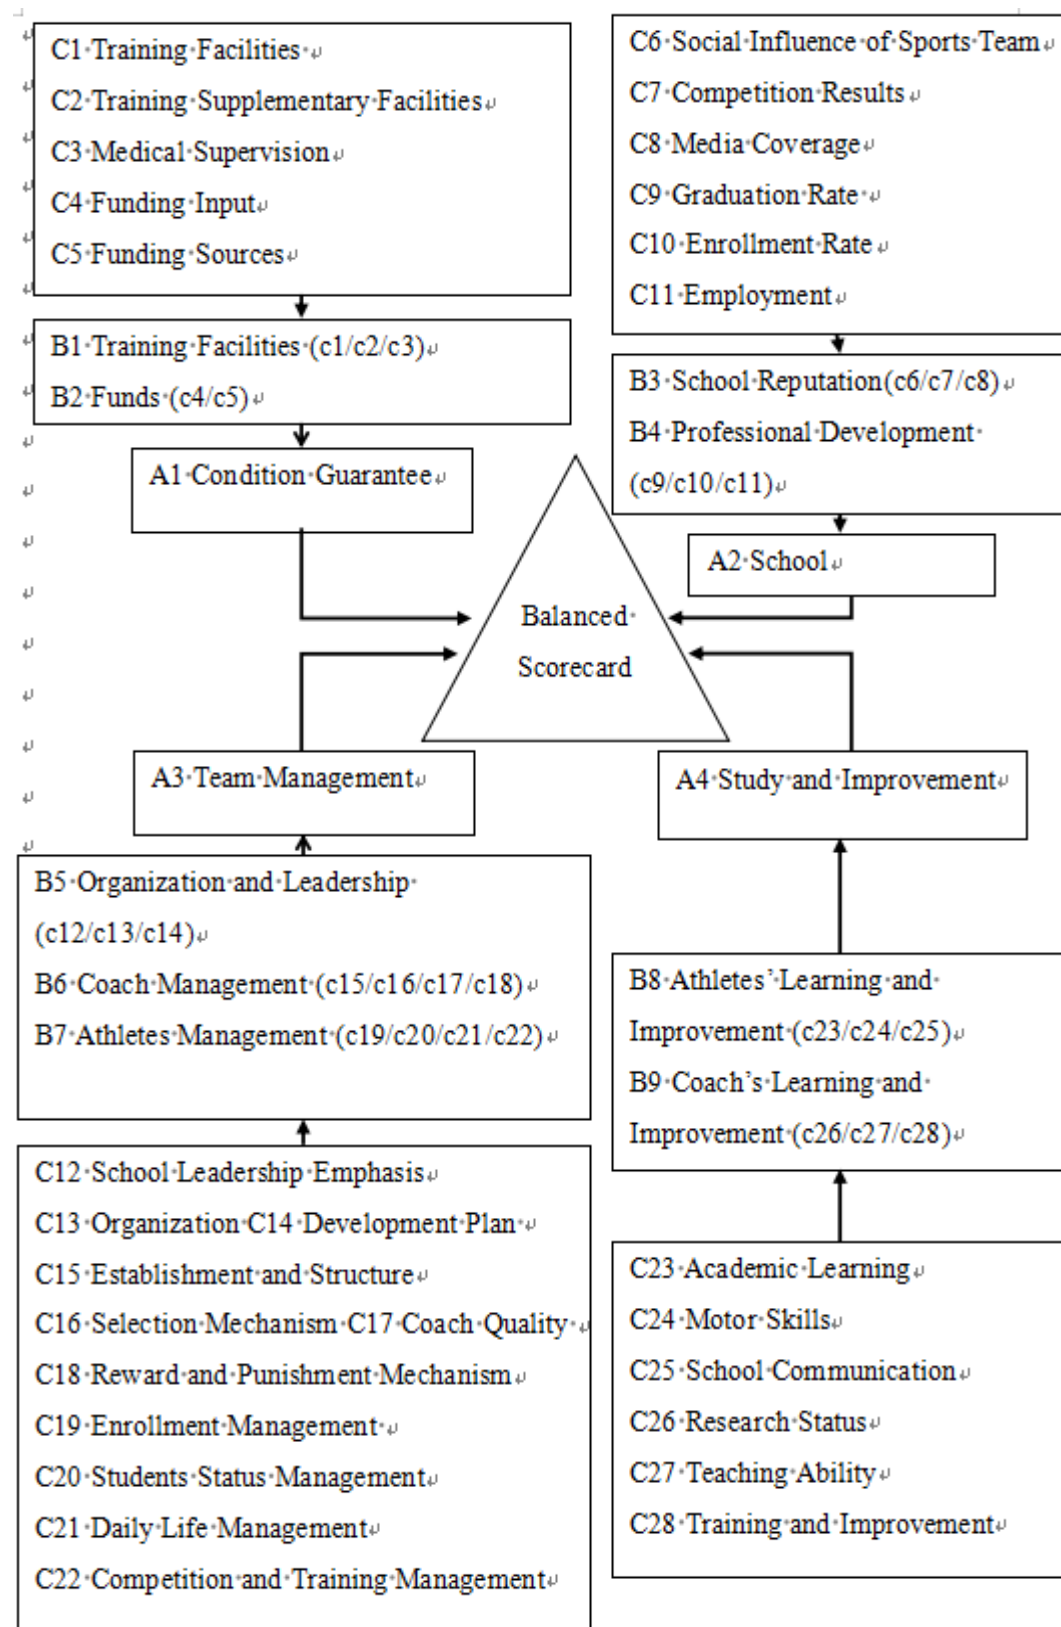 C1 Training Facilities
C2 Training Supplementary Facilities
C3 Medical Supervision
C4 Funding Input
C5 Funding Sources
B1 Training Facilities (c1/c2/c3)
B2 Funds (c4/c5)
A1 Condition Guarantee
C6 Social Influence of Sports Team
C7 Competition Results
C8 Media Coverage
C9 Graduation Rate
C10 Enrollment Rate
C11 Employment
B3 School Reputation(c6/c7/c8)
B4 Professional Development
(c9/c10/c11)
A2 School
Balanced
Scorecard
A3 Team Management
B5 Organization and Leadership
(c12/c13/c14)
B6 Coach Management (c15/c16/c17/c18)
B7 Athletes Management (c19/c20/c21/c22)
C12 School Leadership Emphasis
C13 Organization C14 Development Plan
C15 Establishment and Structure
C16 Selection Mechanism C17 Coach Quality
C18 Reward and Punishment Mechanism
C19 Enrollment Management
C20 Students Status Management
C21 Daily Life Management
C22 Competition and Training Management
A4 Study and Improvement
B8 Athletes’ Learning and
Improvement (c23/c24/c25)
B9 Coach’s Learning and
Improvement (c26/c27/c28)
C23 Academic Learning
C24 Motor Skills
C25 School Communication
C26 Research Status
C27 Teaching Ability
C28 Training and Improvement